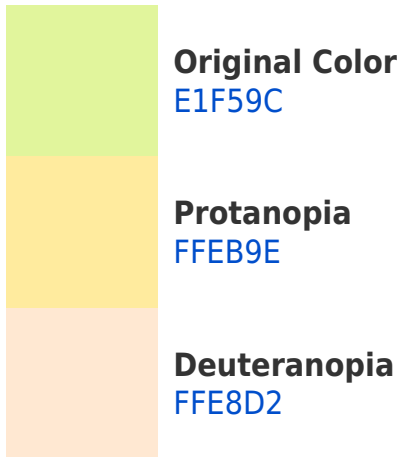 Original Color
E1F59C
Protanopia
FFEB9E
Deuteranopia
FFE8D2